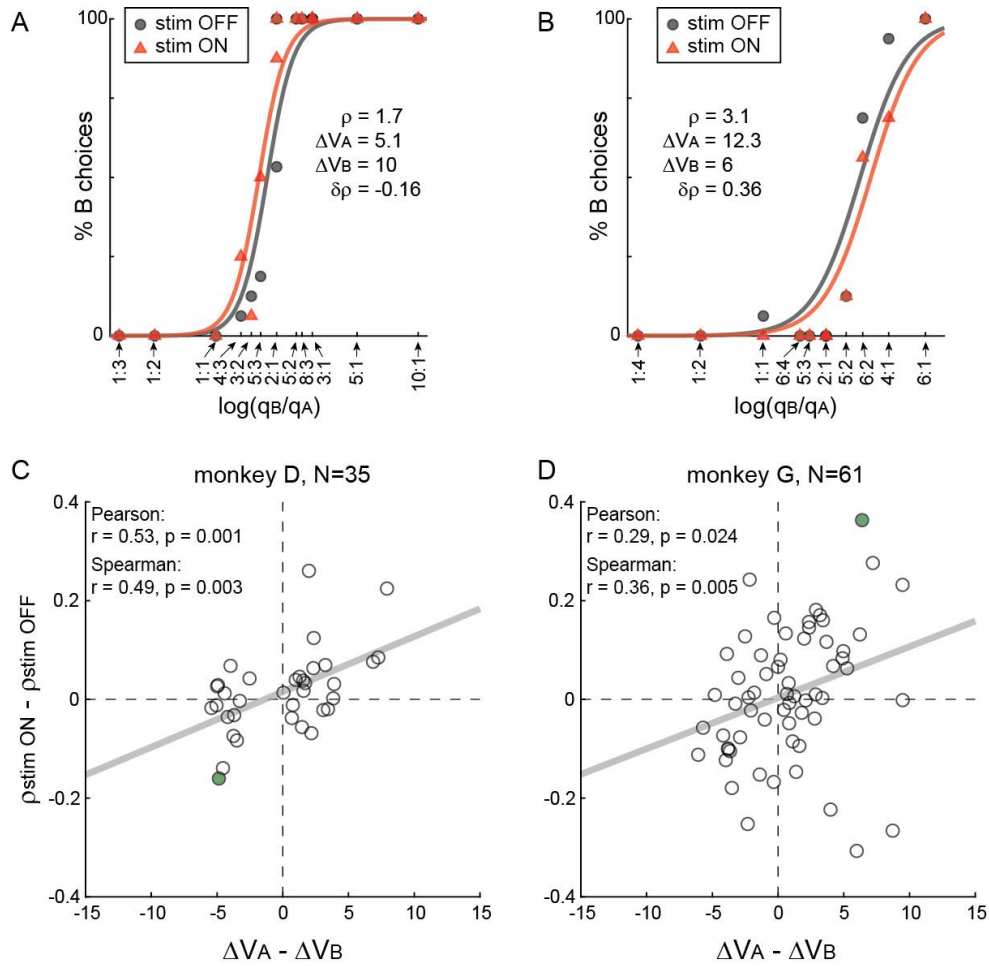 A
stim OFF
stim ON
100
% B choices
0
ρ = 1.7
ΔVA = 5.1
ΔVB = 10
δρ = -0.16
1:3
1:2
1:1
4:3
3:2
5:3
2:1
5:2
8:3
3:1
5:1
10:1
log(qB/qA)
B
stim OFF
stim ON
100
% B choices
0
ρ = 3.1
ΔVA = 12.3
ΔVB = 6
δρ = 0.36
1:4
1:2
1:1
6:4
5:3
2:1
5:2
6:2
4:1
6:1
log(qB/qA)
C
monkey D, N=35
Pearson:
r = 0.53, p = 0.001
Spearman:
r = 0.49, p = 0.003
0.4
0.2
0
-0.2
-0.4
ρstim ON - ρstim OFF
-15
-10
-5
0
5
10
15
ΔVA - ΔVB
D
monkey G, N=61
Pearson:
r = 0.29, p = 0.024
Spearman:
r = 0.36, p = 0.005
0.4
0.2
0
-0.2
-0.4
-15
-10
-5
0
5
10
15
ΔVA - ΔVB